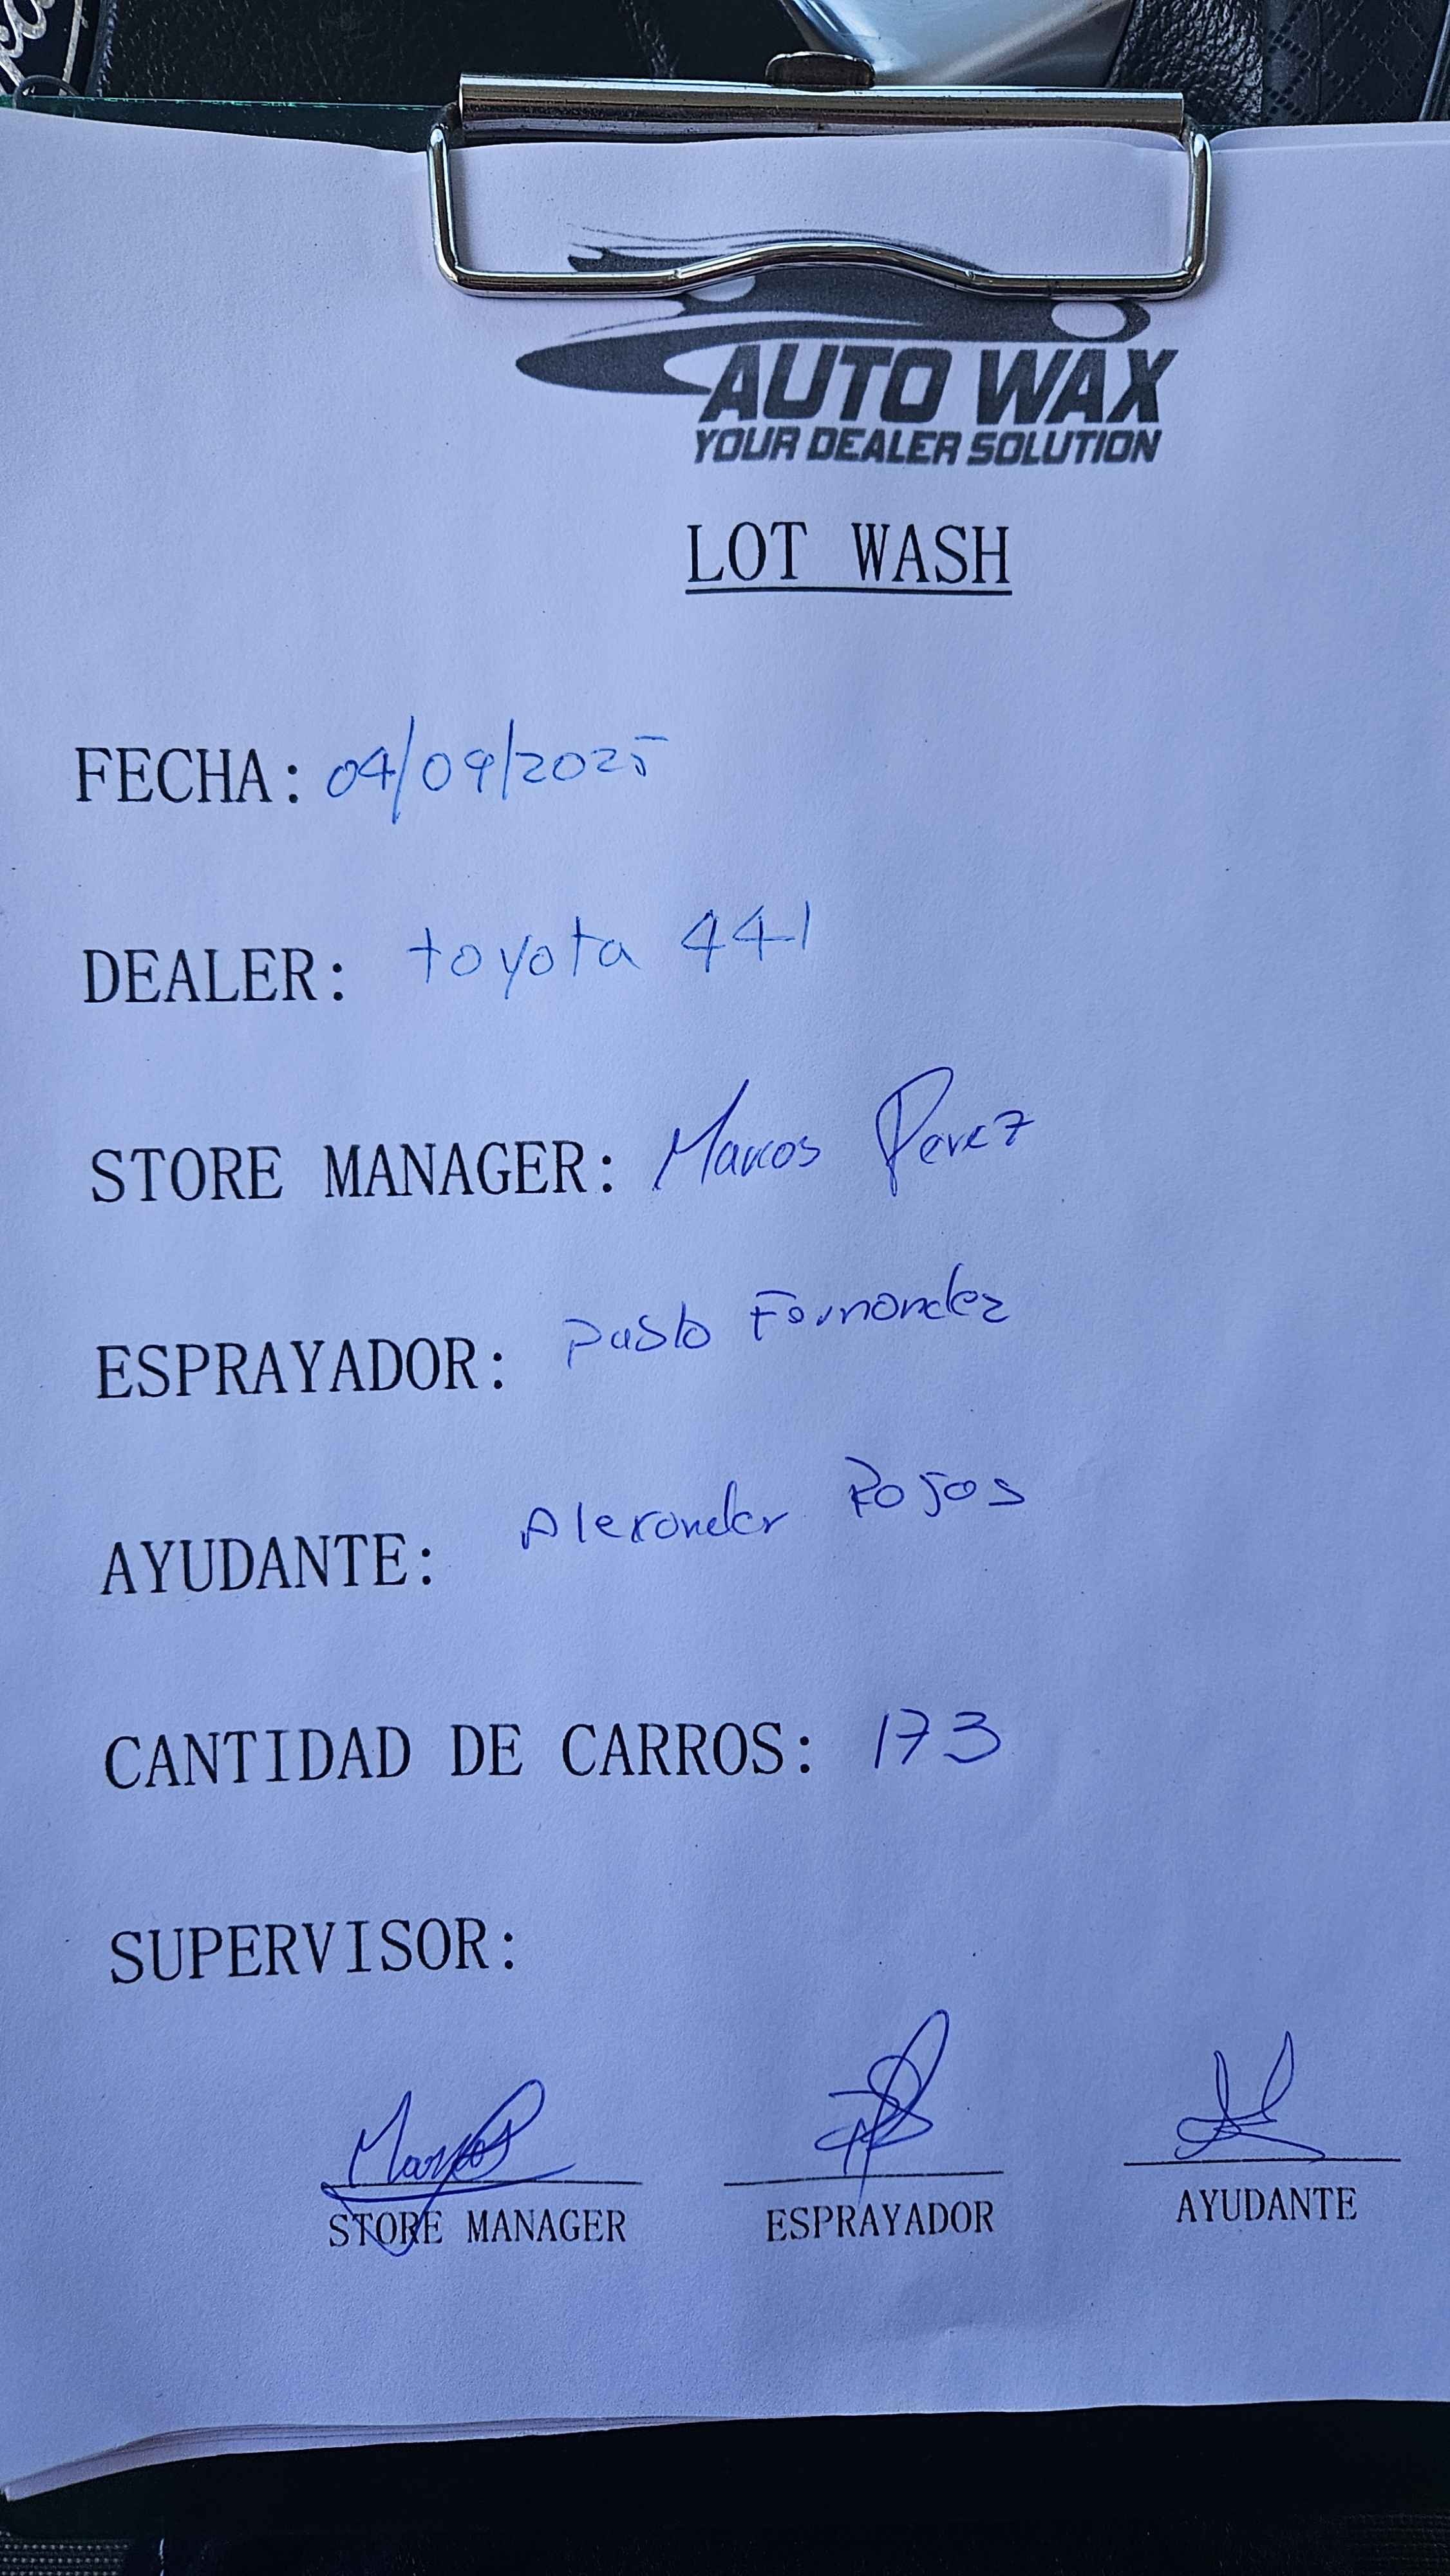 AUTO WAX
YOUR DEALER SOLUTION
LOT WASH
FECHA: 04/09/2025
DEALER: toyota 441
STORE MANAGER: Marcos Perez
ESPRAYADOR: Pablo Fernandez
AYUDANTE: Alexander Rojas
CANTIDAD DE CARROS: 173
SUPERVISOR:
STORE MANAGER ESPRAYADOR AYUDANTE